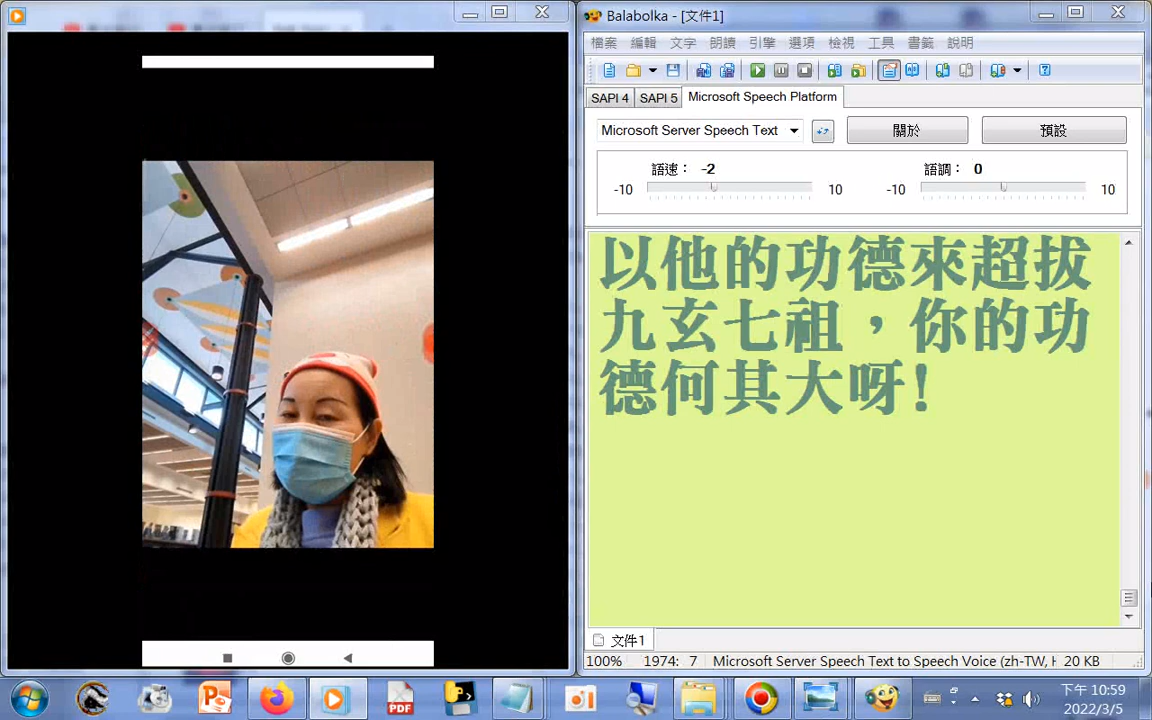 Balabolka - [文件1]
檔案 編輯 文字 朗讀 引擎 選項 檢視 工具 書籤 說明
SAPI 4 SAPI 5 Microsoft Speech Platform
Microsoft Server Speech Text 關於 預設
語速： -2 語調： 0
-10 10 -10 10
以他的功德來超拔
九玄七祖，你的功
德何其大呀!
文件1
100% 1974: 7 Microsoft Server Speech Text to Speech Voice (zh-TW, H 20 KB
PDF
下午 10:59
2022/3/5